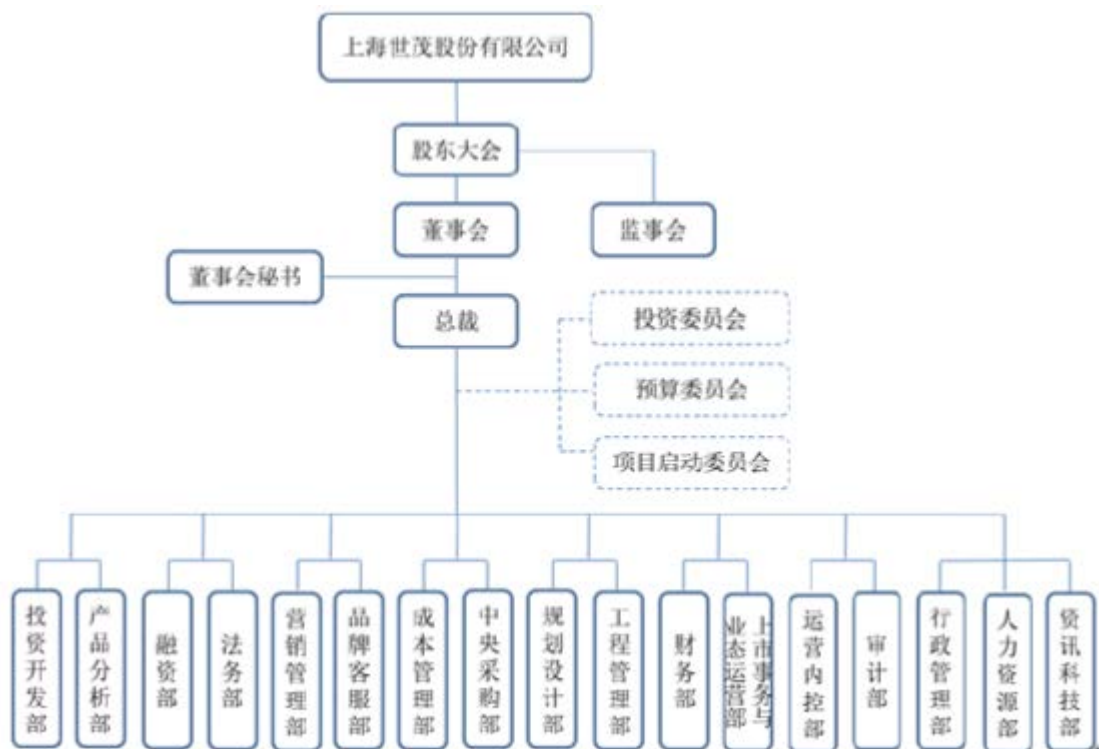 上海世茂股份有限公司
股东大会
董事会
监事会
董事会秘书
总裁
投资委员会
预算委员会
项目启动委员会
投资开发部
产品分析部
融资部
法务部
营销管理部
品牌客服部
成本管理部
中央采购部
规划设计部
工程管理部
财务部
上市事务与
业态运营部
运营内控部
审计部
行政管理部
人力资源部
资讯科技部